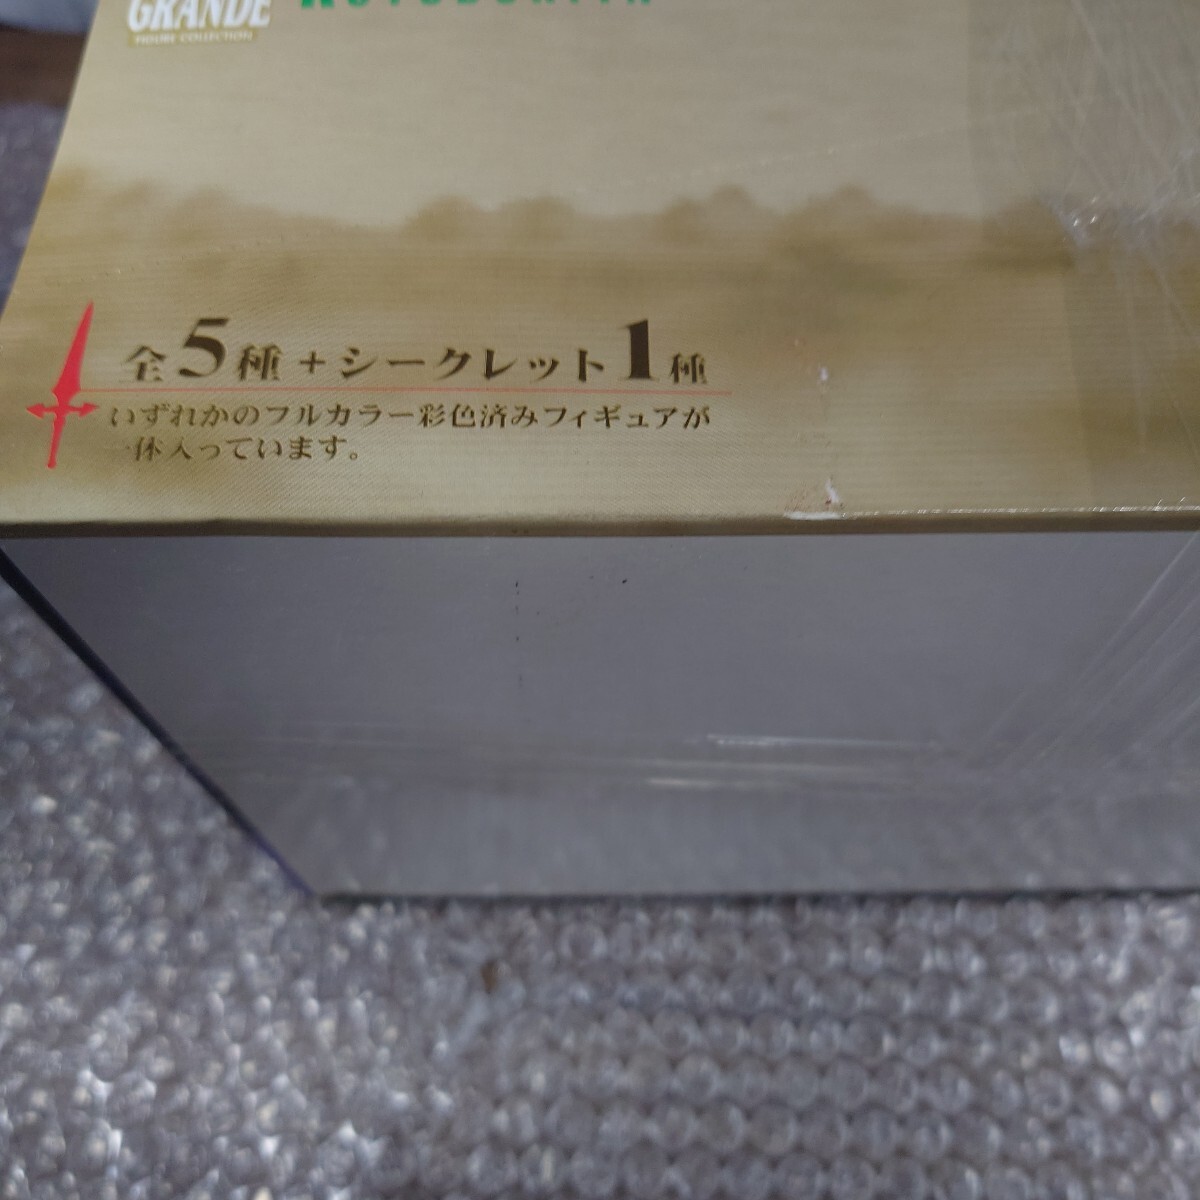 GRANDE
FIGURE COLLECTION
全5種+シークレット1種
いずれかのフルカラー彩色済みフィギュアが
一体入っています。